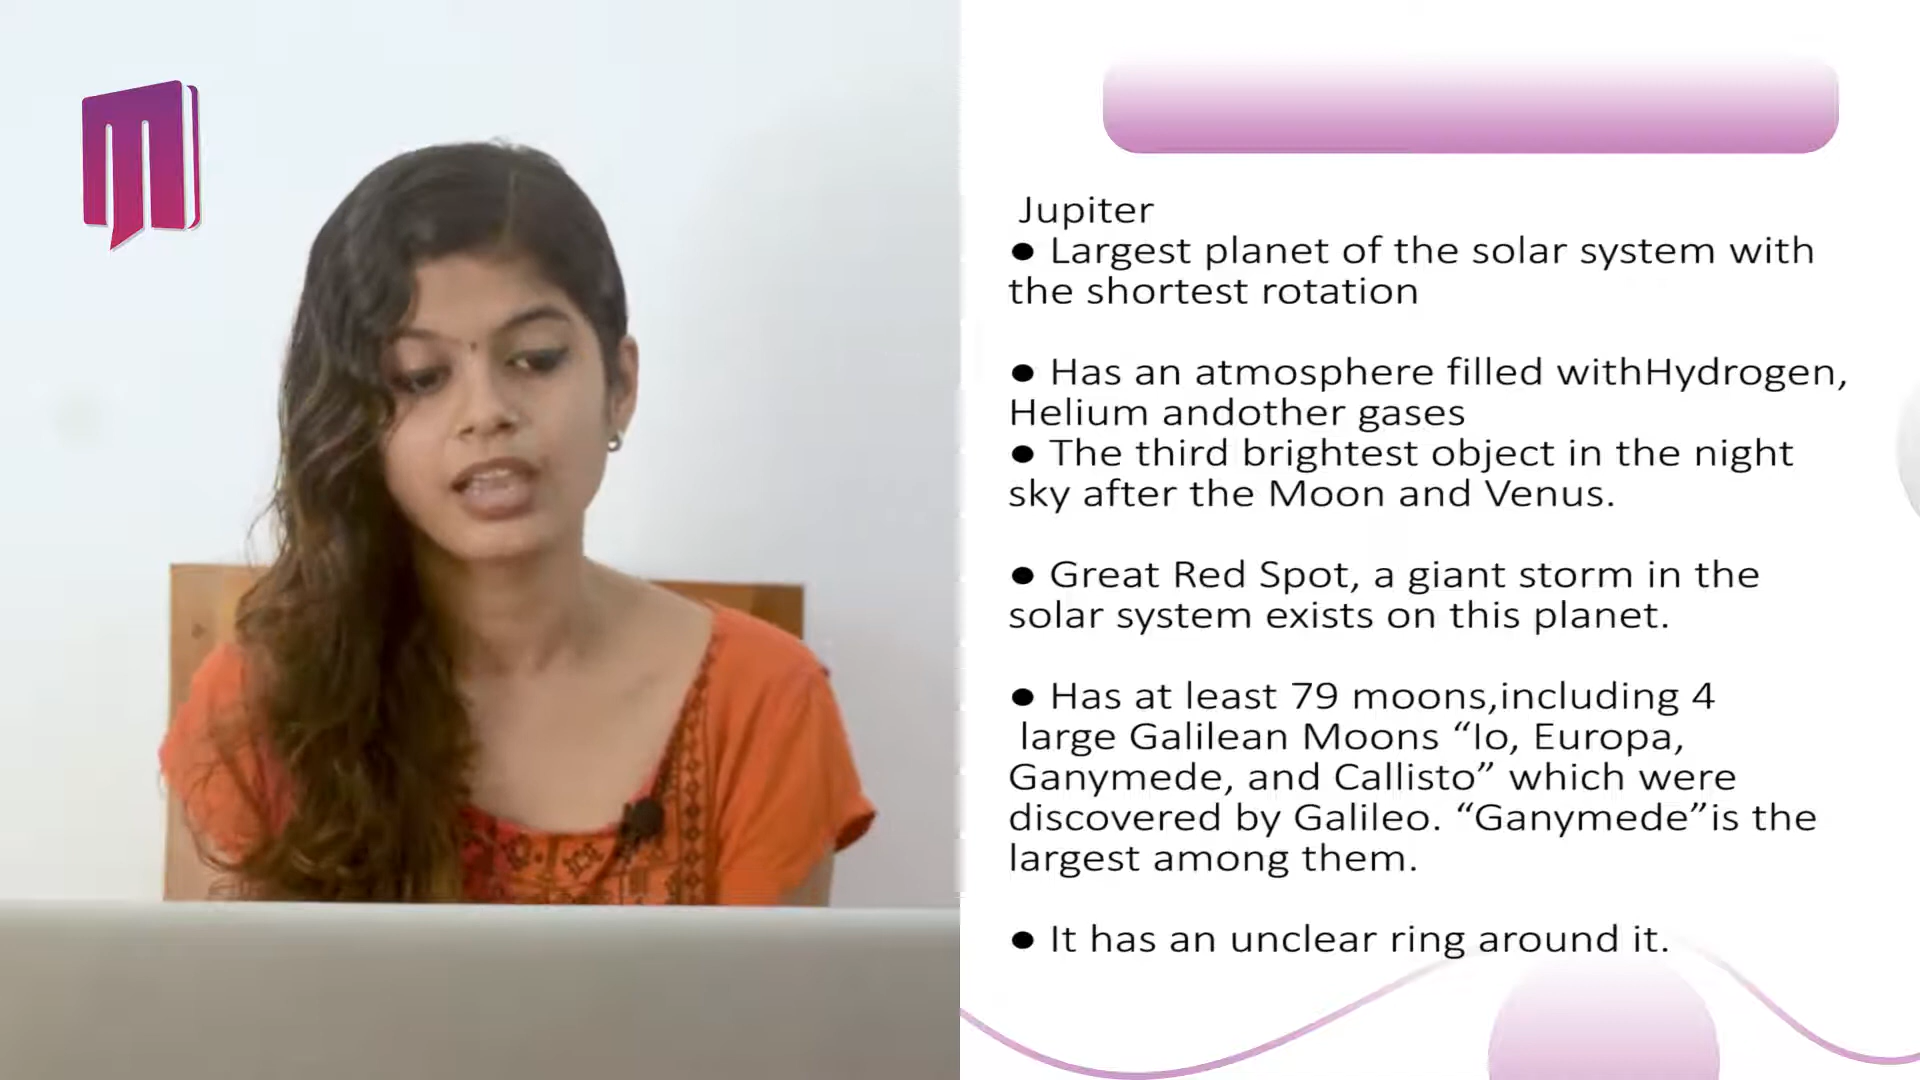 Jupiter
● Largest planet of the solar system with
the shortest rotation
● Has an atmosphere filled withHydrogen,
Helium andother gases
● The third brightest object in the night
sky after the Moon and Venus.
● Great Red Spot, a giant storm in the
solar system exists on this planet.
● Has at least 79 moons,including 4
large Galilean Moons “Io, Europa,
Ganymede, and Callisto” which were
discovered by Galileo. “Ganymede”is the
largest among them.
● It has an unclear ring around it.